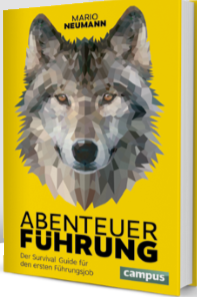 MARIO
NEUMANN
ABENTEUER
FÜHRUNG
Der Survival Guide für
den ersten Führungsjob
campus